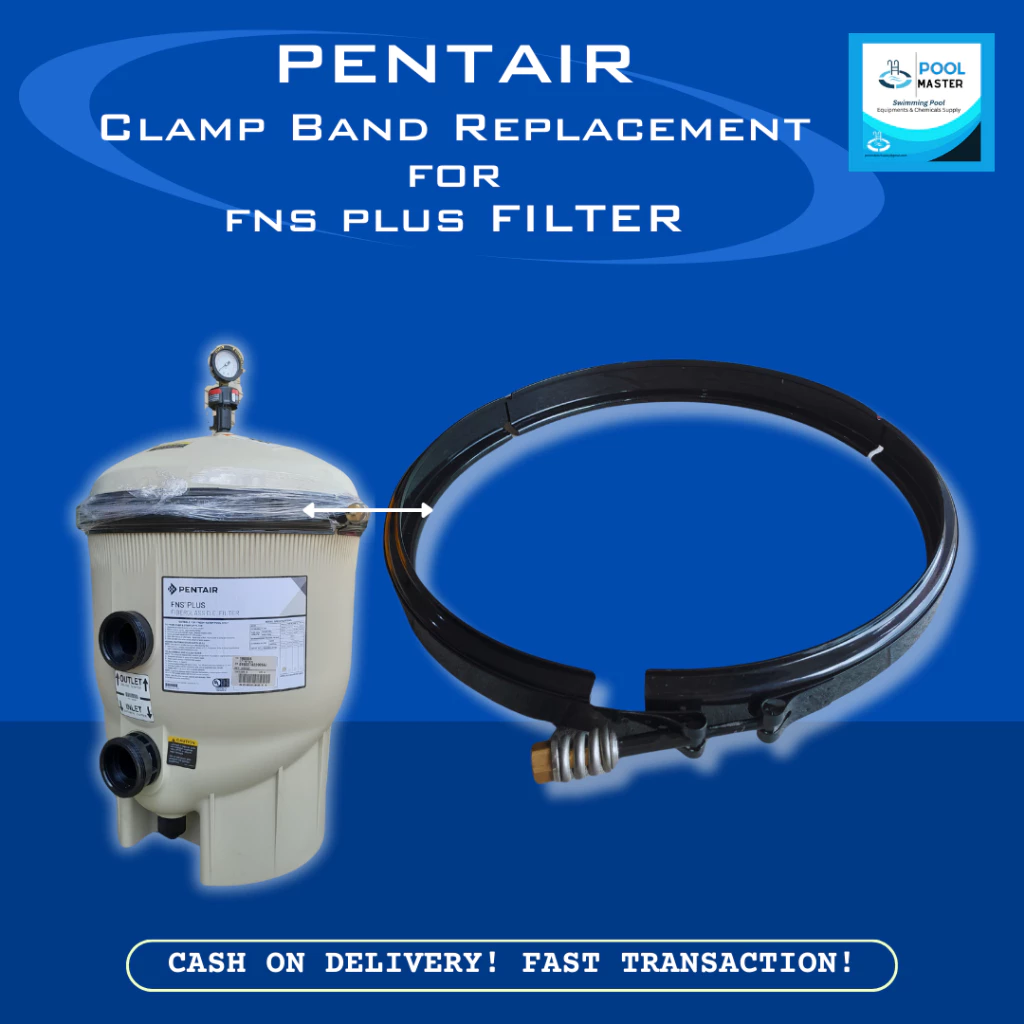 PENTAIR
CLAMP BAND REPLACEMENT
FOR
FNS PLUS FILTER
POOL
MASTER
Swimming Pool
Equipments & Chemicals Supply
PENTAIR
FNS PLUS
OUTLET
INLET
CAUTION
CASH ON DELIVERY! FAST TRANSACTION!